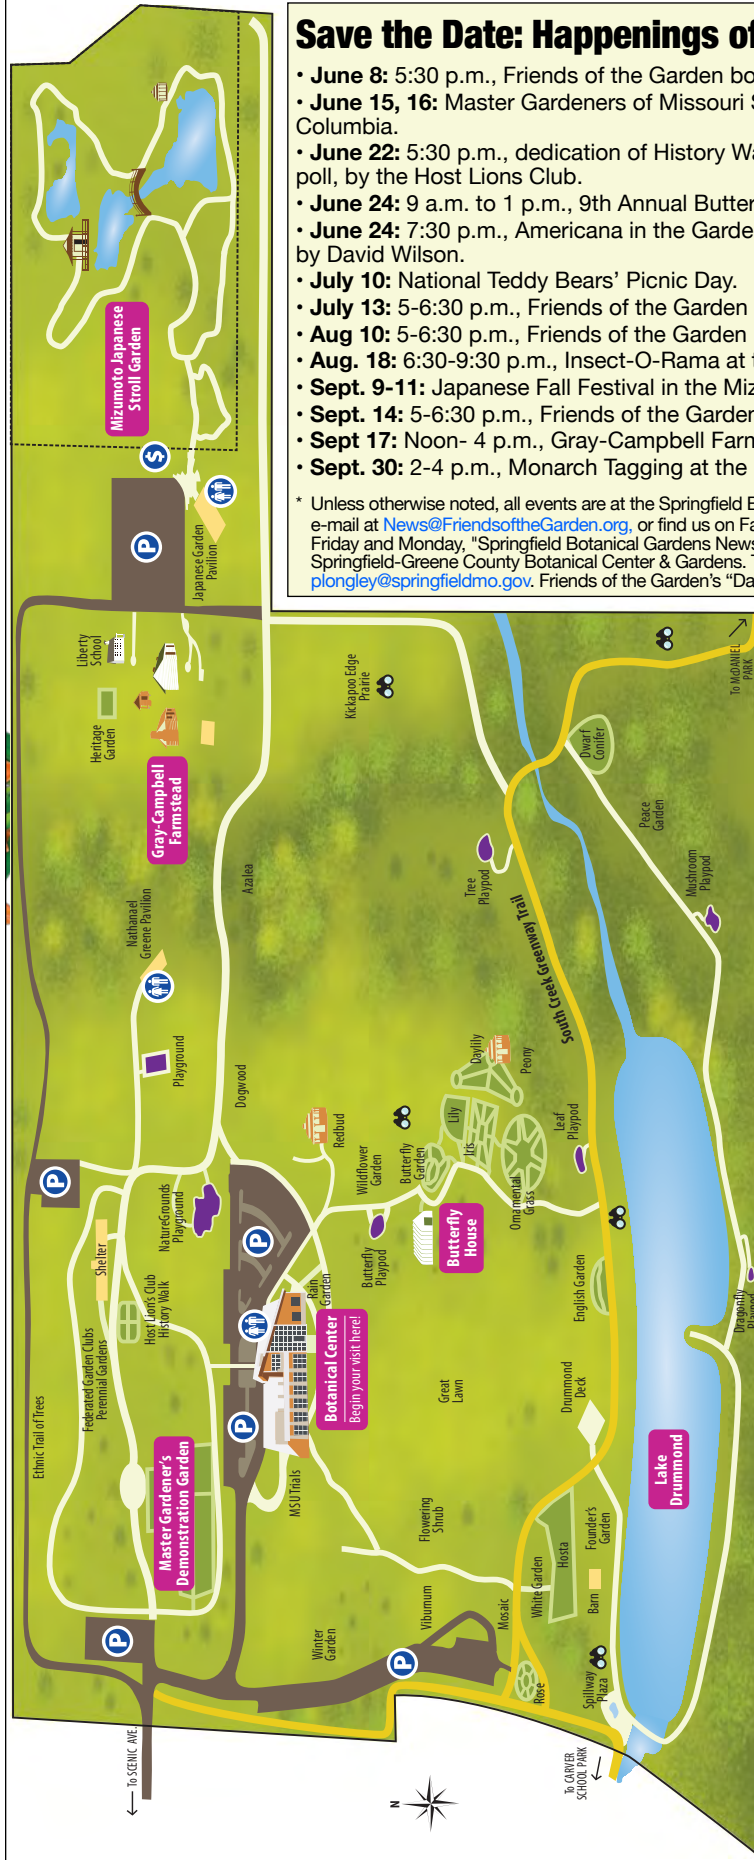 Save the Date: Happenings of
• June 8: 5:30 p.m., Friends of the Garden bo
• June 15, 16: Master Gardeners of Missouri S
Columbia.
• June 22: 5:30 p.m., dedication of History Wa
poll, by the Host Lions Club.
• June 24: 9 a.m. to 1 p.m., 9th Annual Butter
• June 24: 7:30 p.m., Americana in the Garde
by David Wilson.
• July 10: National Teddy Bears' Picnic Day.
• July 13: 5-6:30 p.m., Friends of the Garden
• Aug 10: 5-6:30 p.m., Friends of the Garden
• Aug. 18: 6:30-9:30 p.m., Insect-O-Rama at t
• Sept. 9-11: Japanese Fall Festival in the Miz
• Sept. 14: 5-6:30 p.m., Friends of the Garden
• Sept 17: Noon- 4 p.m., Gray-Campbell Farm
• Sept. 30: 2-4 p.m., Monarch Tagging at the
* Unless otherwise noted, all events are at the Springfield B
e-mail at News@FriendsoftheGarden.org, or find us on Fa
Friday and Monday, "Springfield Botanical Gardens News
Springfield-Greene County Botanical Center & Gardens. T
plongley@springfieldmo.gov. Friends of the Garden's “Da
Mizumoto Japanese
Stroll Garden
$
P
Japanese Garden
Pavilion
Liberty
School
Heritage
Garden
Gray-Campbell
Farmstead
Kickapoo Edge
Prairie
To McDANIEL
PARK
Dwarf
Conifer
Peace
Garden
Mushroom
Playpod
Tree
Playpod
South Creek Greenway Trail
Azalea
Nathanael
Greene Pavilion
Playground
Dogwood
Redbud
Daylily
Peony
Lily
Iris
Leaf
Playpod
Wildflower
Garden
Butterfly
Garden
Ornamental
Grass
P
NatureGrounds
Playground
Shelter
Host Lion's Club
History Walk
Federated Garden Clubs
Perennial Gardens
Ethnic Trail of Trees
P
Butterfly
Playpod
Butterfly
House
Rain
Garden
Botanical Center
Begin your visit here!
English Garden
Dragonfly
Playpod
Great
Lawn
Drummond
Deck
Lake
Drummond
P
MSU Trials
Master Gardener's
Demonstration Garden
Flowering
Shrub
Founder's
Garden
Hosta
White Garden
Barn
Mosaic
Viburnum
Winter
Garden
P
P
Rose
Spillway
Plaza
To SCENIC AVE.
To CARVER
SCHOOL PARK
N